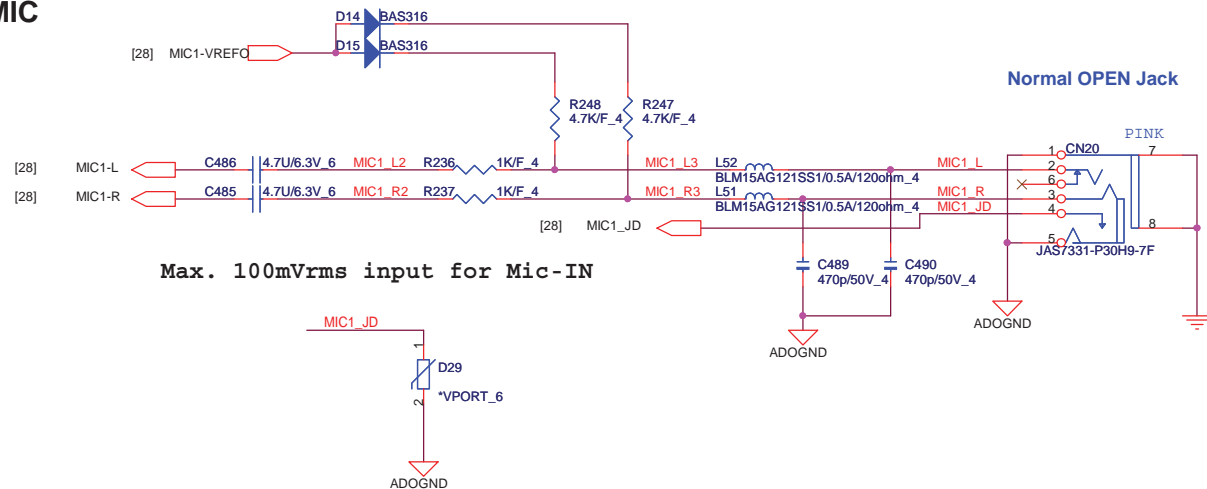 MIC
D14 BAS316
D15 BAS316
[28] MIC1-VREFO
Normal OPEN Jack
R248
4.7K/F_4
R247
4.7K/F_4
PINK
[28] MIC1-L C486 4.7U/6.3V_6 MIC1_L2 R236 1K/F_4 MIC1_L3 L52 MIC1_L 1 CN20 7
BLM15AG121SS1/0.5A/120ohm_4 2
6
[28] MIC1-R C485 4.7U/6.3V_6 MIC1_R2 R237 1K/F_4 MIC1_R3 L51 MIC1_R 3
BLM15AG121SS1/0.5A/120ohm_4 MIC1_JD 4
[28] MIC1_JD 8
5
JAS7331-P30H9-7F
Max. 100mVrms input for Mic-IN
C489
470p/50V_4
C490
470p/50V_4
ADOGND
ADOGND
MIC1_JD
1
D29
*VPORT_6
2
ADOGND